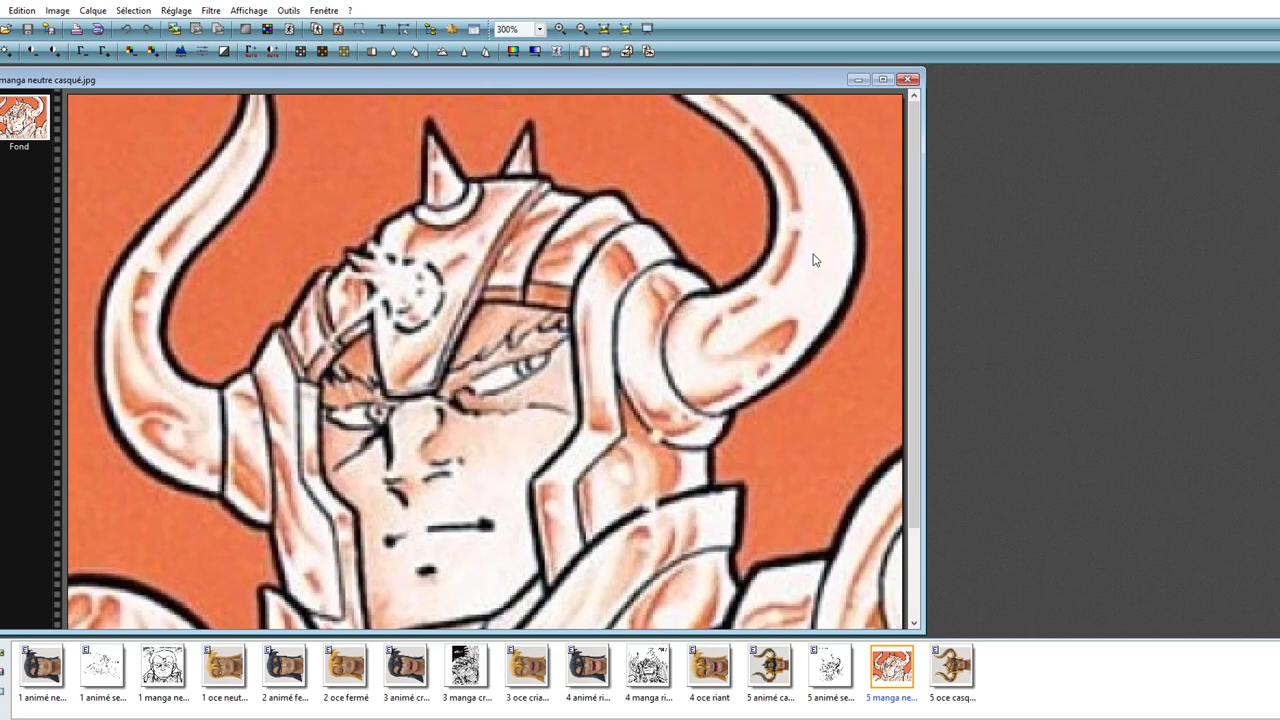 Edition Image Calque Sélection Réglage Filtre Affichage Outils Fenêtre ?
300%
manga neutre casqué.jpg
Fond
1 animé ne... 1 animé se... 1 manga ne... 1 oce neut... 2 animé fe... 2 oce fermé 3 animé cr... 3 manga cr... 3 oce cria... 4 animé ri... 4 manga ri... 4 oce riant 5 animé ca... 5 animé se... 5 manga ne... 5 oce casq...